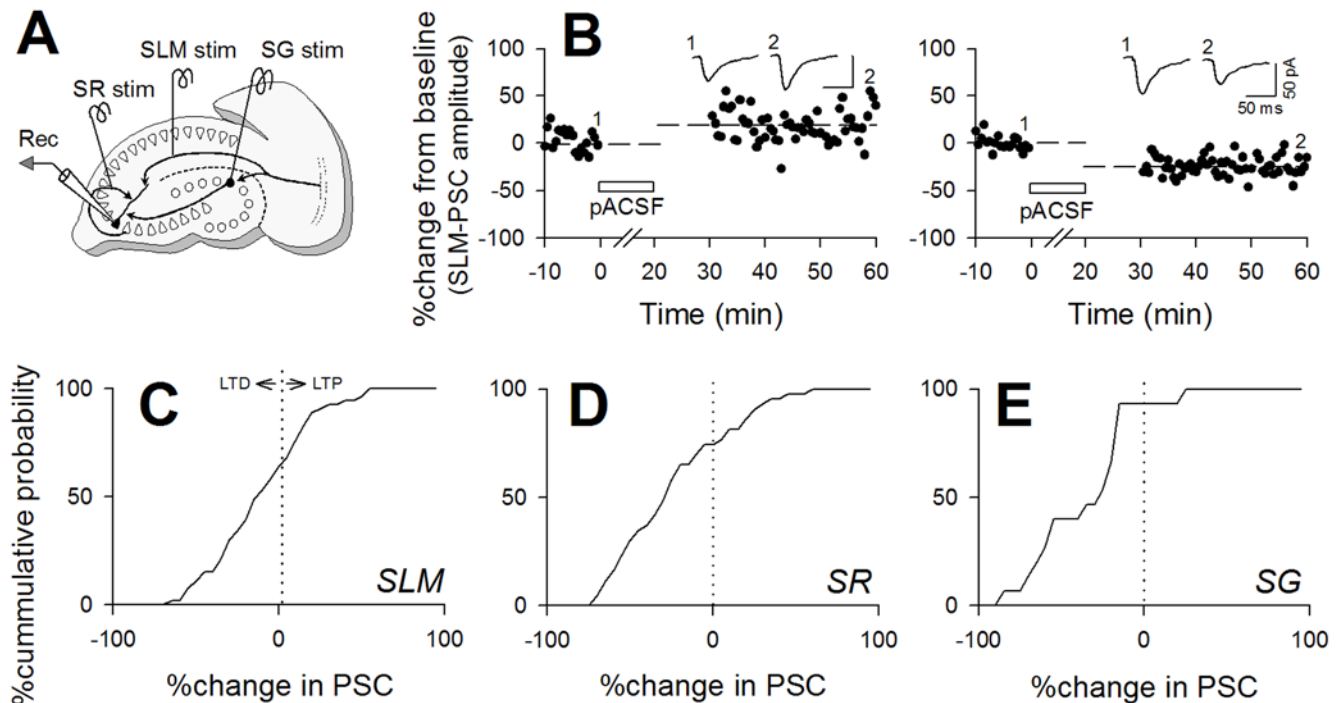 A
SLM stim
SG stim
SR stim
Rec
B
%change from baseline
(SLM-PSC amplitude)
100
50
0
-50
-100
1
2
1
2
pACSF
-10
0
10
20
30
40
50
60
Time (min)
100
50
0
-50
-100
1
2
50 pA
50 ms
1
2
pACSF
-10
0
10
20
30
40
50
60
Time (min)
%cummulative probability
100
50
0
C
LTD
LTP
SLM
-100
0
100
%change in PSC
100
50
0
D
SR
-100
0
100
%change in PSC
100
50
0
E
SG
-100
0
100
%change in PSC